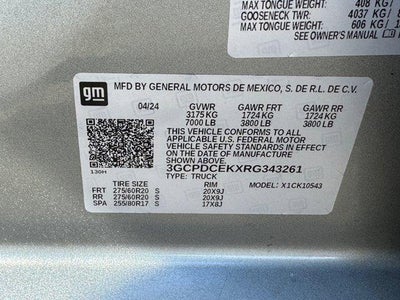 MAX TONGUE WEIGHT: 408 KG /
GOOSENECK TWR: 4037 KG /
MAX TONGUE WEIGHT: 606 KG /
SEE OWNER'S MANUAL
gm
MFD BY GENERAL MOTORS DE MEXICO, S. DE R.L. DE C.V.
04/24 GVWR GAWR FRT GAWR RR
3175 KG 1724 KG 1724 KG
7000 LB 3800 LB 3800 LB
THIS VEHICLE CONFORMS TO ALL APPLICABLE
U.S. FEDERAL MOTOR VEHICLE SAFETY
STANDARDS IN EFFECT ON THE
DATE OF MANUFACTURE SHOWN ABOVE.
3GCPDCEKXRG343261
130H TYPE: TRUCK
TIRE SIZE RIM MODEL: X1CK10543
FRT 275/60R20 S 20X9J
RR 275/60R20 S 20X9J
SPA 255/80R17 S 17X8J